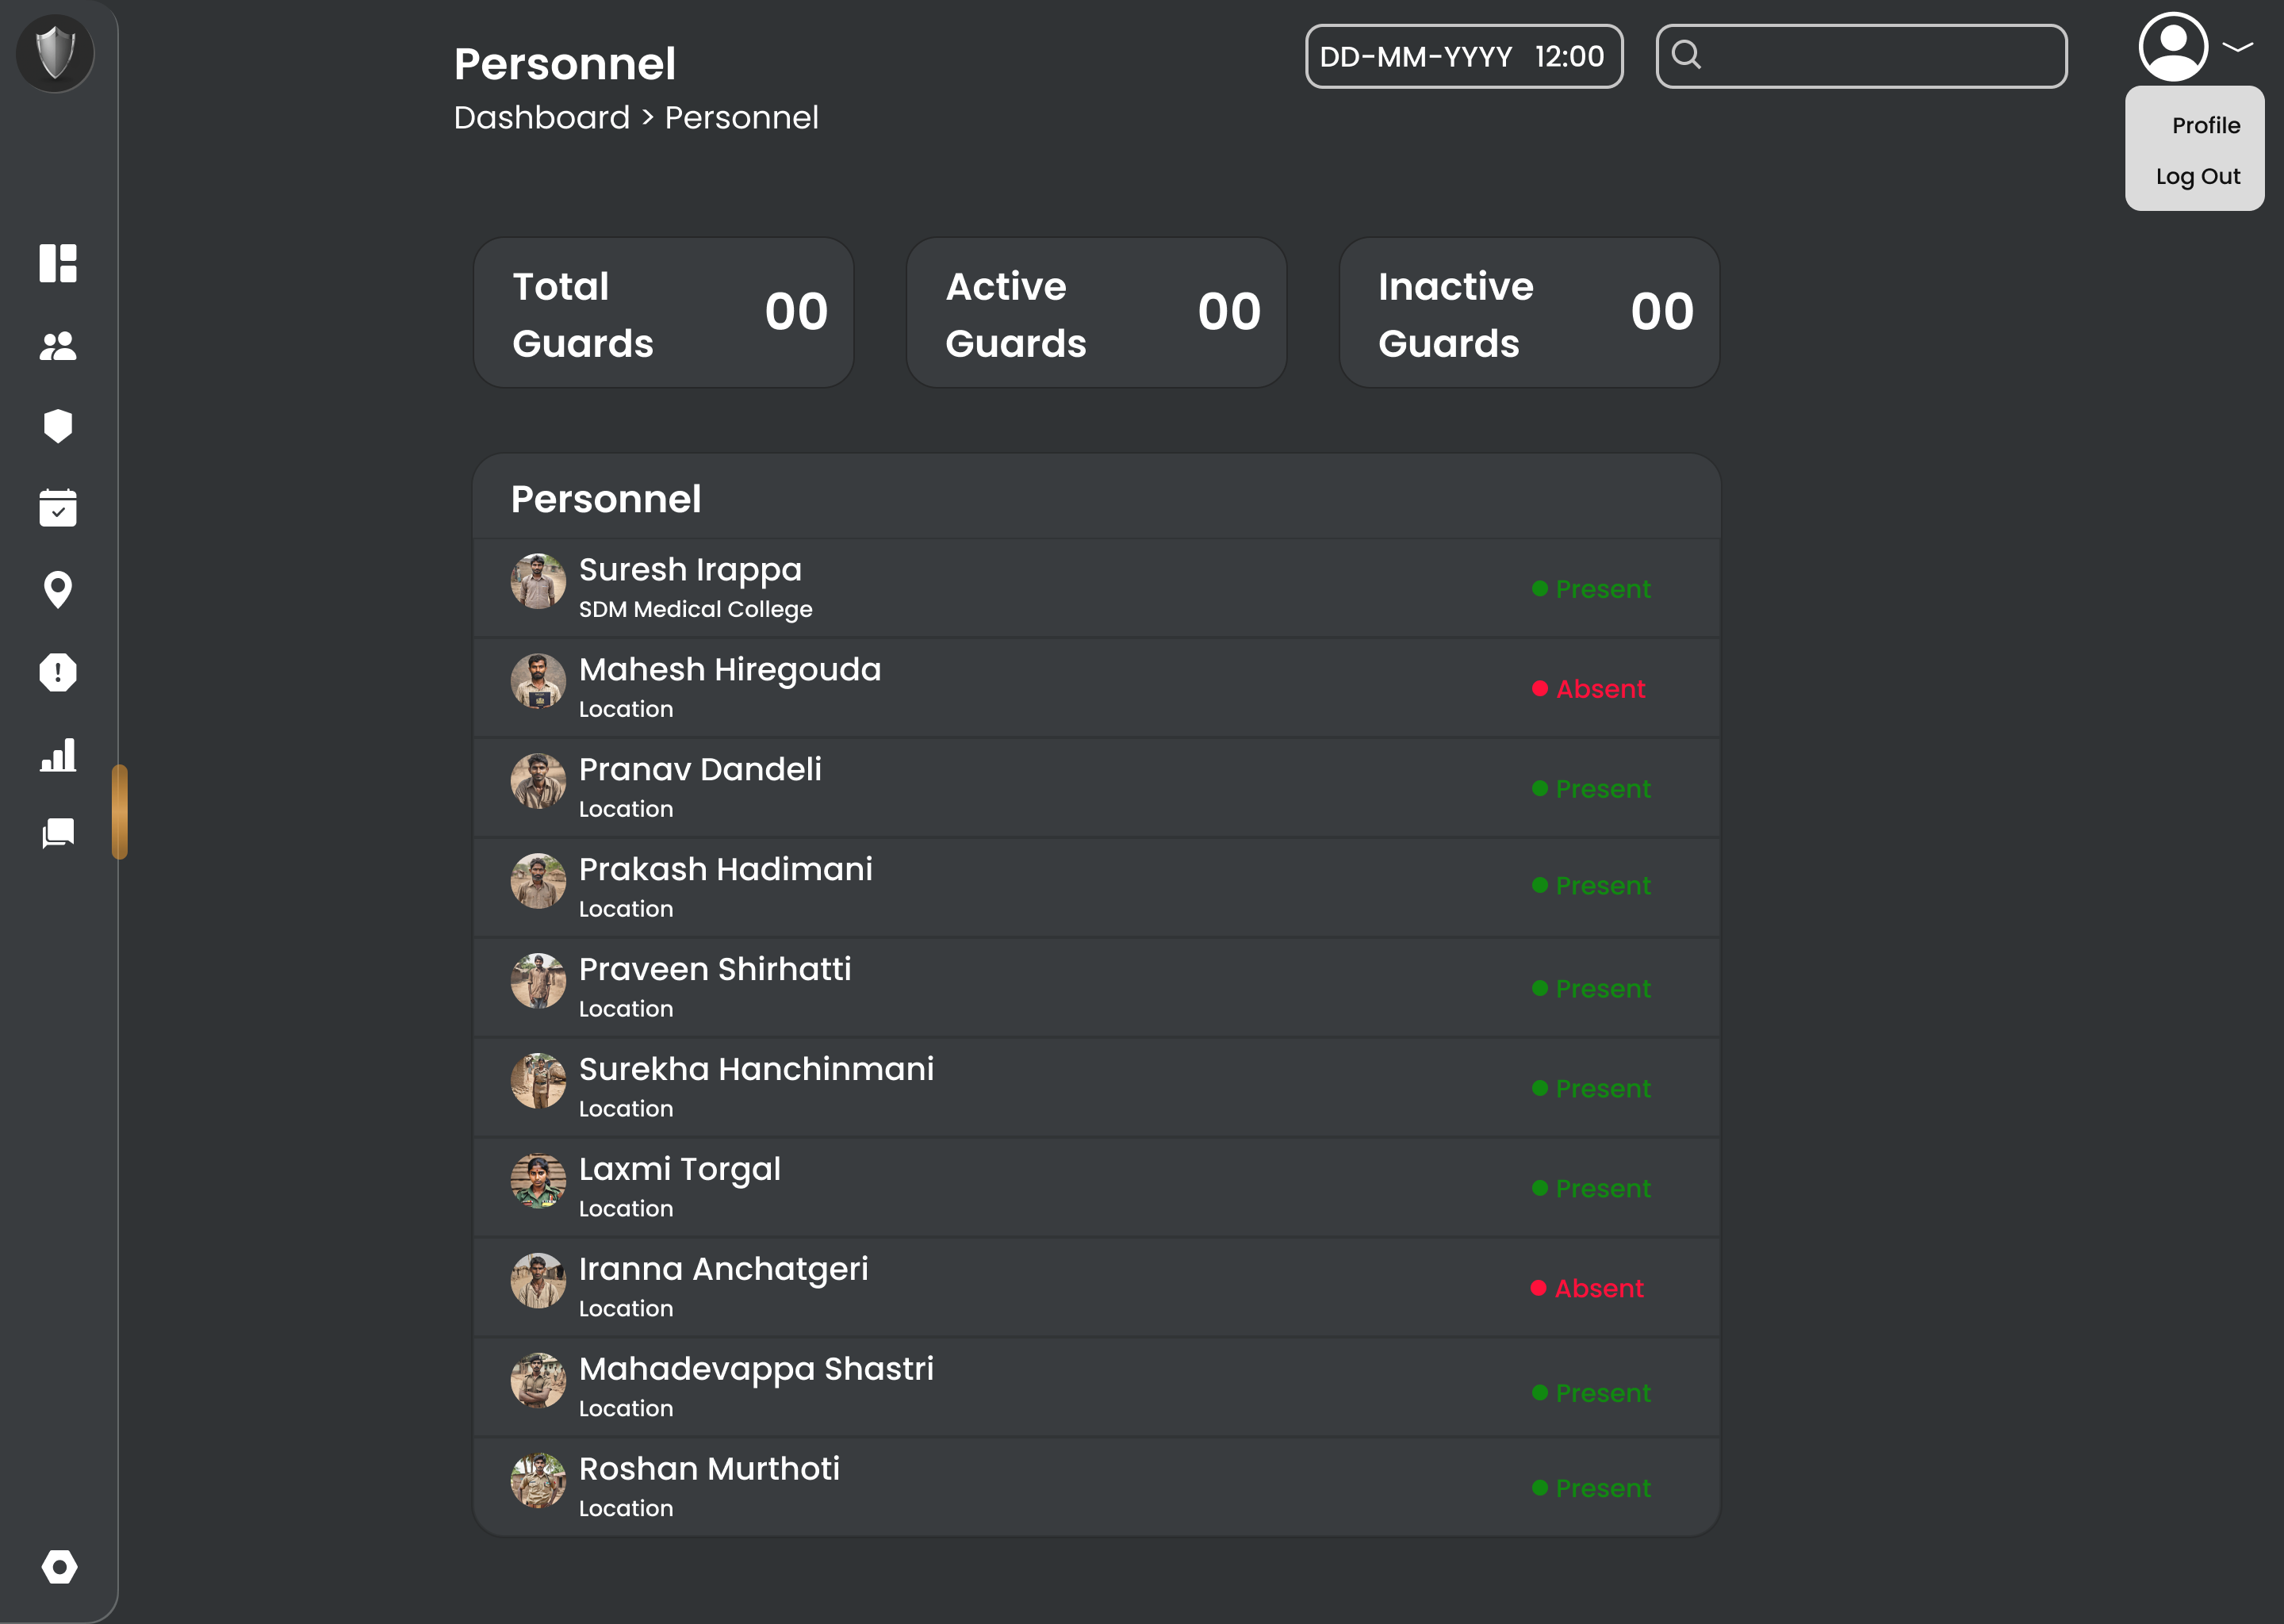 Personnel
Dashboard > Personnel
DD-MM-YYYY 12:00
Profile
Log Out
Total
Guards
00
Active
Guards
00
Inactive
Guards
00
Personnel
Suresh Irappa
SDM Medical College
Present
Mahesh Hiregouda
Location
Absent
Pranav Dandeli
Location
Present
Prakash Hadimani
Location
Present
Praveen Shirhatti
Location
Present
Surekha Hanchinmani
Location
Present
Laxmi Torgal
Location
Present
Iranna Anchatgeri
Location
Absent
Mahadevappa Shastri
Location
Present
Roshan Murthoti
Location
Present